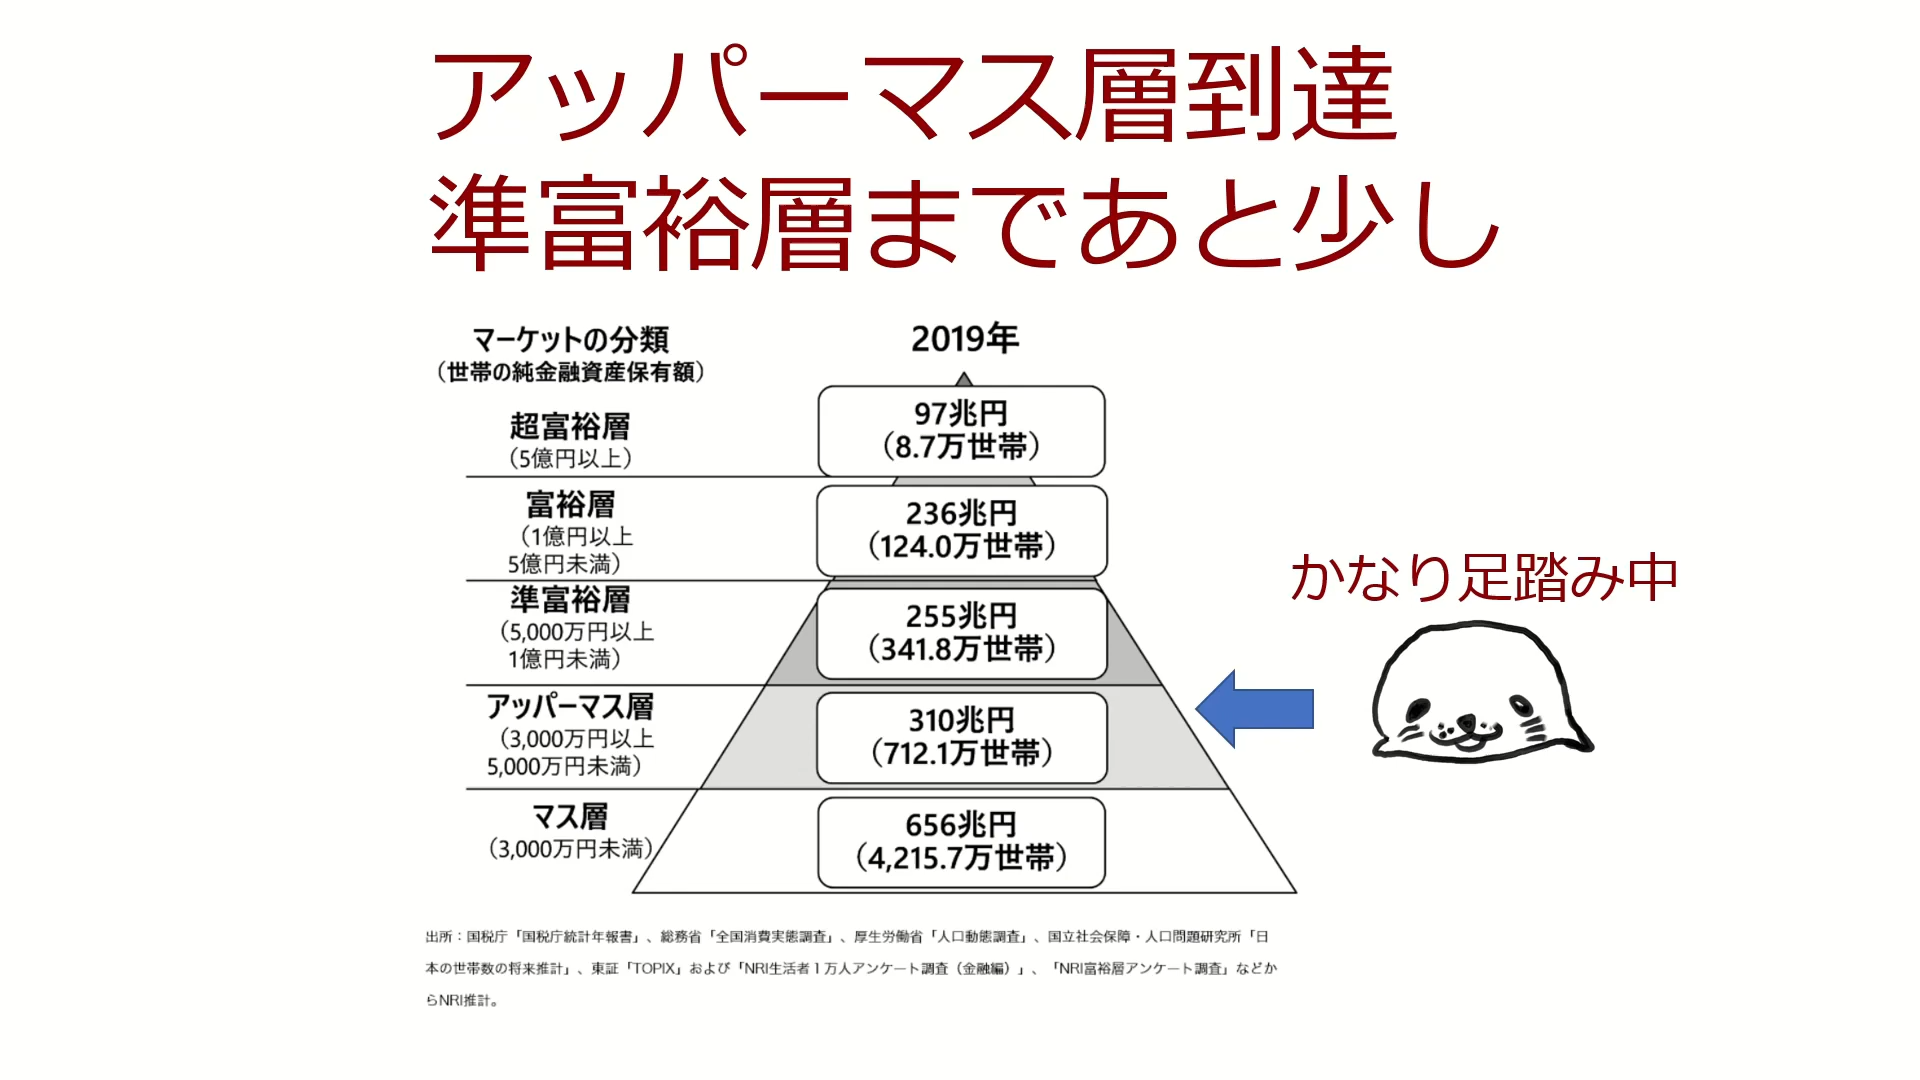 アッパーマス層到達
準富裕層まであと少し
マーケットの分類
（世帯の純金融資産保有額）
2019年
超富裕層
（5億円以上）
97兆円
（8.7万世帯）
富裕層
（1億円以上
5億円未満）
236兆円
（124.0万世帯）
準富裕層
（5,000万円以上
1億円未満）
255兆円
（341.8万世帯）
かなり足踏み中
アッパーマス層
（3,000万円以上
5,000万円未満）
310兆円
（712.1万世帯）
マス層
（3,000万円未満）
656兆円
（4,215.7万世帯）
出所：国税庁「国税庁統計年報書」、総務省「全国消費実態調査」、厚生労働省「人口動態調査」、国立社会保障・人口問題研究所「日
本の世帯数の将来推計」、東証「TOPIX」および「NRI生活者１万人アンケート調査（金融編）」、「NRI富裕層アンケート調査」などか
らNRI推計。